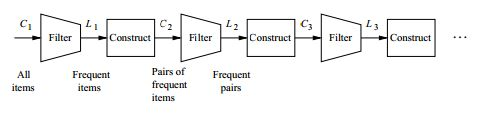 C1 L1 C2 L2 C3 L3
Filter Construct Filter Construct Filter Construct ...
All items
Frequent items
Pairs of frequent items
Frequent pairs